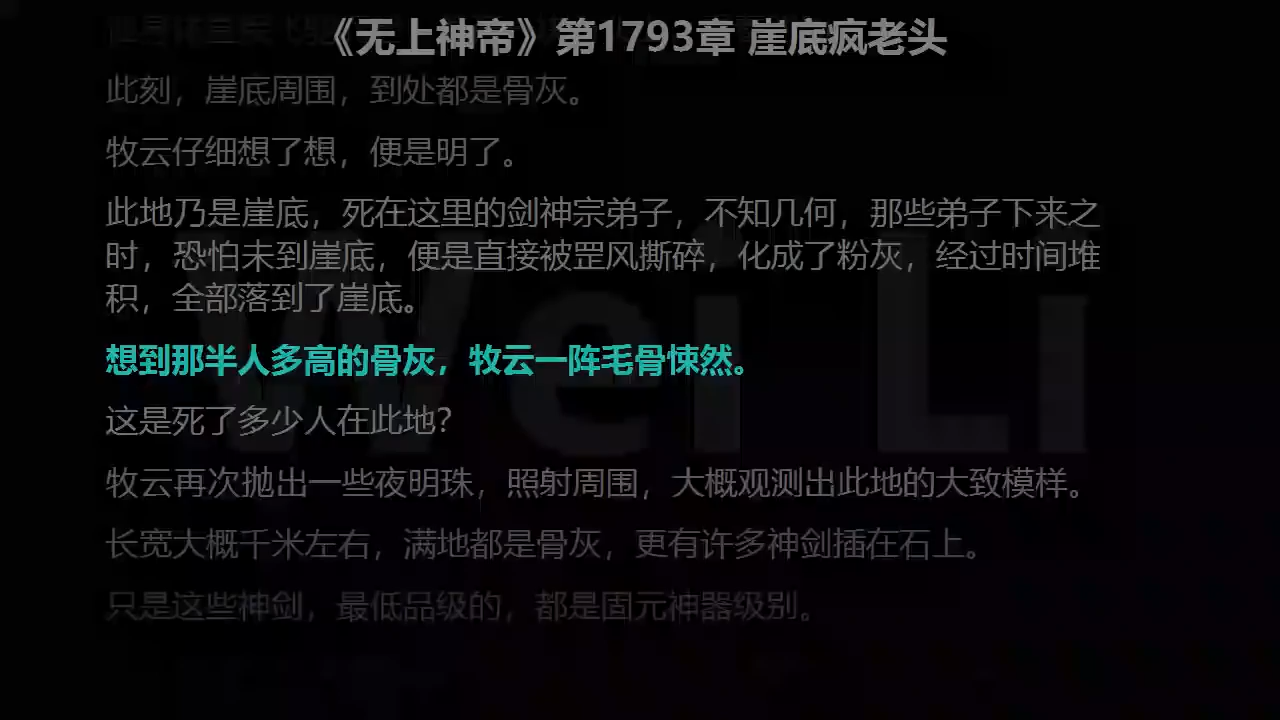 《无上神帝》第1793章 崖底疯老头
此刻，崖底周围，到处都是骨灰。
牧云仔细想了想，便是明了。
此地乃是崖底，死在这里的剑神宗弟子，不知几何，那些弟子下来之
时，恐怕未到崖底，便是直接被罡风撕碎，化成了粉灰，经过时间堆
积，全部落到了崖底。
想到那半人多高的骨灰，牧云一阵毛骨悚然。
这是死了多少人在此地？
牧云再次抛出一些夜明珠，照射周围，大概观测出此地的大致模样。
长宽大概千米左右，满地都是骨灰，更有许多神剑插在石上。
只是这些神剑，最低品级的，都是固元神器级别。
Wei Li